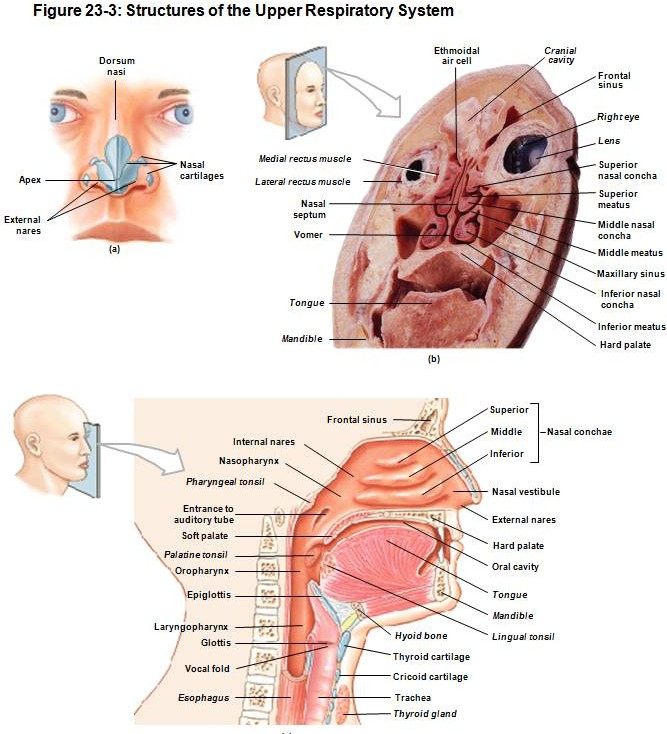 Figure 23-3: Structures of the Upper Respiratory System
Dorsum
nasi
Apex
Nasal
cartilages
External
nares
(a)
Ethmoidal
air cell
Cranial
cavity
Frontal
sinus
Right eye
Lens
Medial rectus muscle
Lateral rectus muscle
Superior
nasal concha
Nasal
septum
Superior
meatus
Vomer
Middle nasal
concha
Middle meatus
Maxillary sinus
Inferior nasal
concha
Tongue
Inferior meatus
Mandible
Hard palate
(b)
Frontal sinus
Superior
Middle
Inferior
Nasal conchae
Internal nares
Nasopharynx
Pharyngeal tonsil
Entrance to
auditory tube
Soft palate
Palatine tonsil
Oropharynx
Epiglottis
Laryngopharynx
Glottis
Vocal fold
Esophagus
Nasal vestibule
External nares
Hard palate
Oral cavity
Tongue
Mandible
Lingual tonsil
Hyoid bone
Thyroid cartilage
Cricoid cartilage
Trachea
Thyroid gland